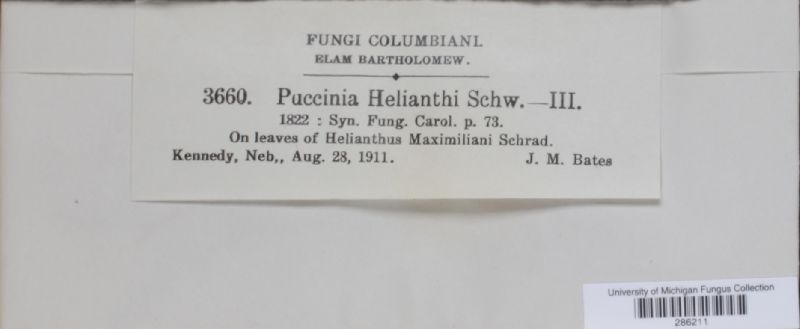 FUNGI COLUMBIANI.
ELAM BARTHOLOMEW.
3660. Puccinia Helianthi Schw.—III.
1822 : Syn. Fung. Carol. p. 73.
On leaves of Helianthus Maximiliani Schrad.
Kennedy, Neb,, Aug. 28, 1911. J. M. Bates
University of Michigan Fungus Collection
286211